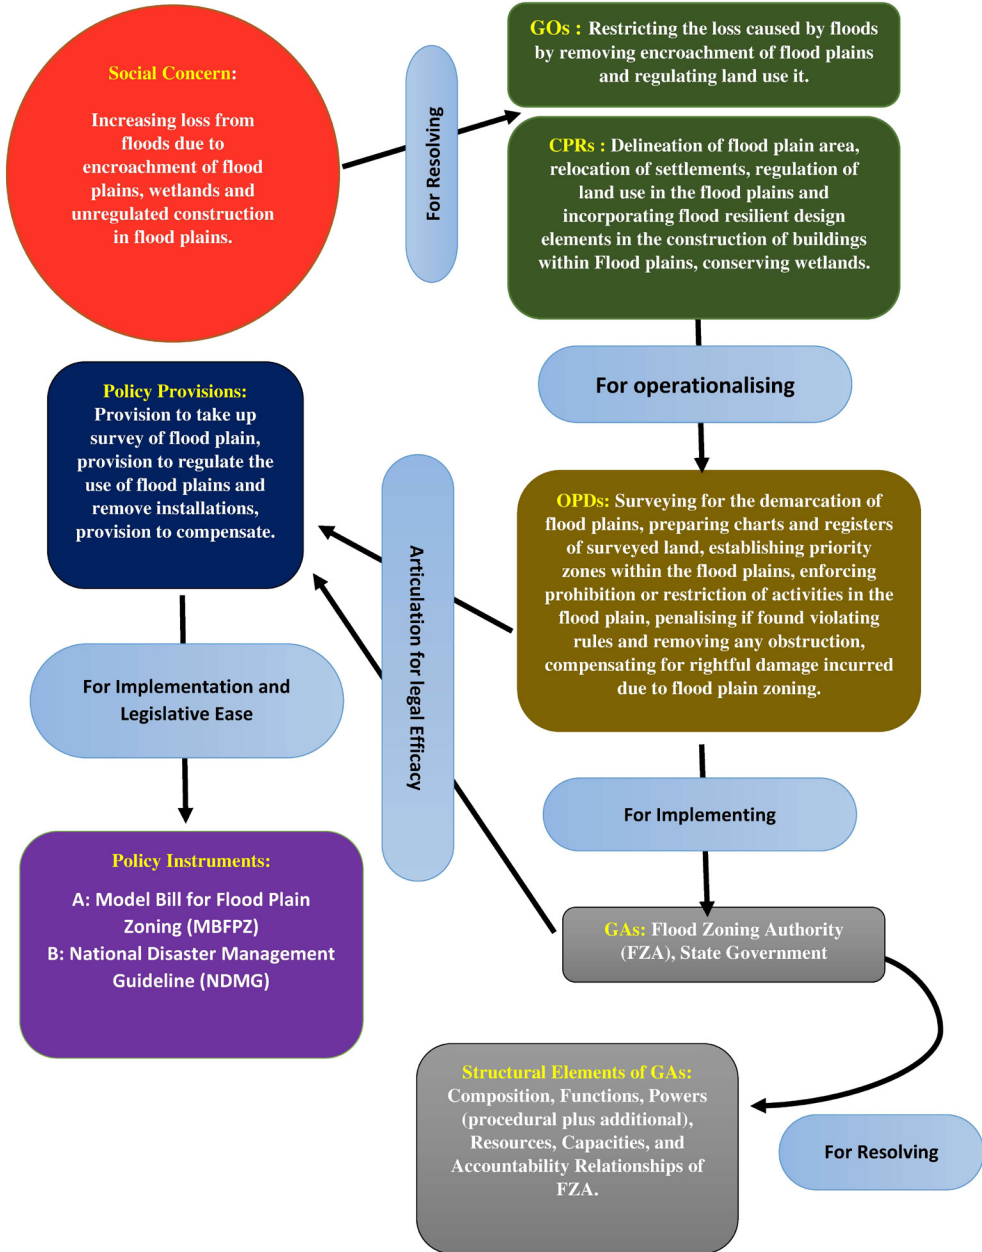 Social Concern:
Increasing loss from
floods due to
encroachment of flood
plains, wetlands and
unregulated construction
in flood plains.
For Resolving
GOs : Restricting the loss caused by floods
by removing encroachment of flood plains
and regulating land use it.
CPRs : Delineation of flood plain area,
relocation of settlements, regulation of
land use in the flood plains and
incorporating flood resilient design
elements in the construction of buildings
within Flood plains, conserving wetlands.
For operationalising
OPDs: Surveying for the demarcation of
flood plains, preparing charts and registers
of surveyed land, establishing priority
zones within the flood plains, enforcing
prohibition or restriction of activities in the
flood plain, penalising if found violating
rules and removing any obstruction,
compensating for rightful damage incurred
due to flood plain zoning.
Articulation for legal Efficacy
Policy Provisions:
Provision to take up
survey of flood plain,
provision to regulate the
use of flood plains and
remove installations,
provision to compensate.
For Implementation and
Legislative Ease
Policy Instruments:
A: Model Bill for Flood Plain
Zoning (MBFPZ)
B: National Disaster Management
Guideline (NDMG)
For Implementing
GAs: Flood Zoning Authority
(FZA), State Government
For Resolving
Structural Elements of GAs:
Composition, Functions, Powers
(procedural plus additional),
Resources, Capacities, and
Accountability Relationships of
FZA.